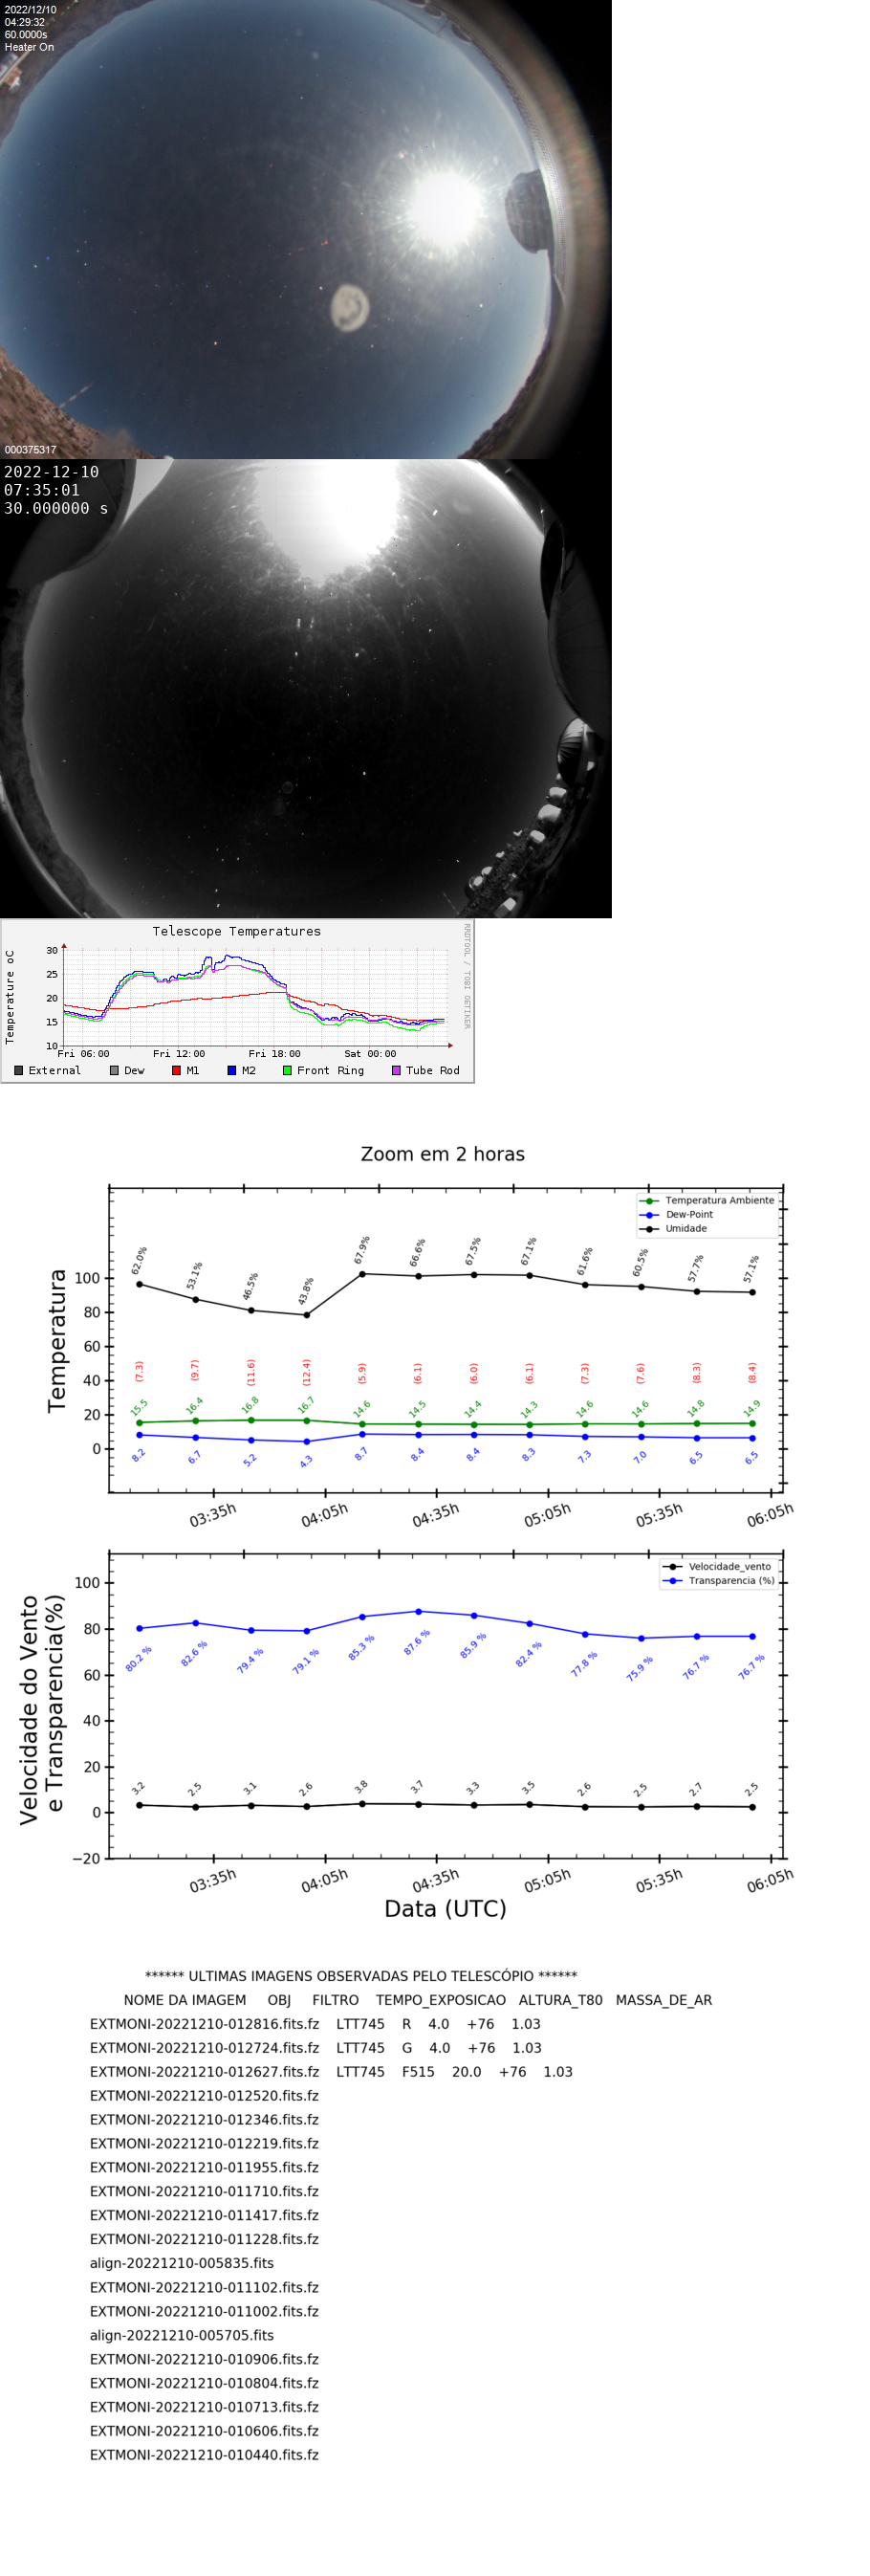 2022/12/10
04:29:32
60.0000s
Heater On
000375317
2022-12-10
07:35:01
30.000000 s
Telescope Temperatures
RRDTOOL / TOBI OETIKER
Temperature oC
30
25
20
15
10
Fri 06:00 Fri 12:00 Fri 18:00 Sat 00:00
External Dew M1 M2 Front Ring Tube Rod
Zoom em 2 horas
Temperatura Ambiente
Dew-Point
Umidade
Temperatura
100
80
60
40
20
0
62.0% 53.1% 46.5% 43.8% 67.9% 66.6% 67.5% 67.1% 61.6% 60.5% 57.7% 57.1%
(7.3) (9.7) (11.6) (12.4) (5.9) (6.1) (6.0) (6.1) (7.3) (7.6) (8.3) (8.4)
15.5 16.4 16.8 16.7 14.6 14.5 14.4 14.3 14.6 14.6 14.8 14.9
8.2 6.7 5.2 4.3 8.7 8.4 8.4 8.3 7.3 7.0 6.5 6.5
03:35h 04:05h 04:35h 05:05h 05:35h 06:05h
Velocidade_vento
Transparencia (%)
Velocidade do Vento
e Transparencia(%)
100
80
60
40
20
0
−20
80.2 % 82.6 % 79.4 % 79.1 % 85.3 % 87.6 % 85.9 % 82.4 % 77.8 % 75.9 % 76.7 % 76.7 %
3.2 2.5 3.1 2.6 3.8 3.7 3.3 3.5 2.6 2.5 2.7 2.5
03:35h 04:05h 04:35h 05:05h 05:35h 06:05h
Data (UTC)
****** ULTIMAS IMAGENS OBSERVADAS PELO TELESCÓPIO ******
NOME DA IMAGEM OBJ FILTRO TEMPO_EXPOSICAO ALTURA_T80 MASSA_DE_AR
EXTMONI-20221210-012816.fits.fz LTT745 R 4.0 +76 1.03
EXTMONI-20221210-012724.fits.fz LTT745 G 4.0 +76 1.03
EXTMONI-20221210-012627.fits.fz LTT745 F515 20.0 +76 1.03
EXTMONI-20221210-012520.fits.fz
EXTMONI-20221210-012346.fits.fz
EXTMONI-20221210-012219.fits.fz
EXTMONI-20221210-011955.fits.fz
EXTMONI-20221210-011710.fits.fz
EXTMONI-20221210-011417.fits.fz
EXTMONI-20221210-011228.fits.fz
align-20221210-005835.fits
EXTMONI-20221210-011102.fits.fz
EXTMONI-20221210-011002.fits.fz
align-20221210-005705.fits
EXTMONI-20221210-010906.fits.fz
EXTMONI-20221210-010804.fits.fz
EXTMONI-20221210-010713.fits.fz
EXTMONI-20221210-010606.fits.fz
EXTMONI-20221210-010440.fits.fz